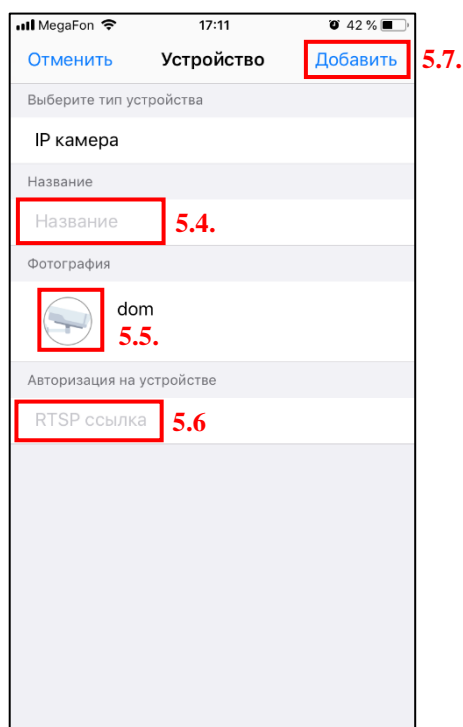 MegaFon 17:11 42 %
Отменить Устройство Добавить 5.7.
Выберите тип устройства
IP камера
Название
Название 5.4.
Фотография
dom
5.5.
Авторизация на устройстве
RTSP ссылка 5.6